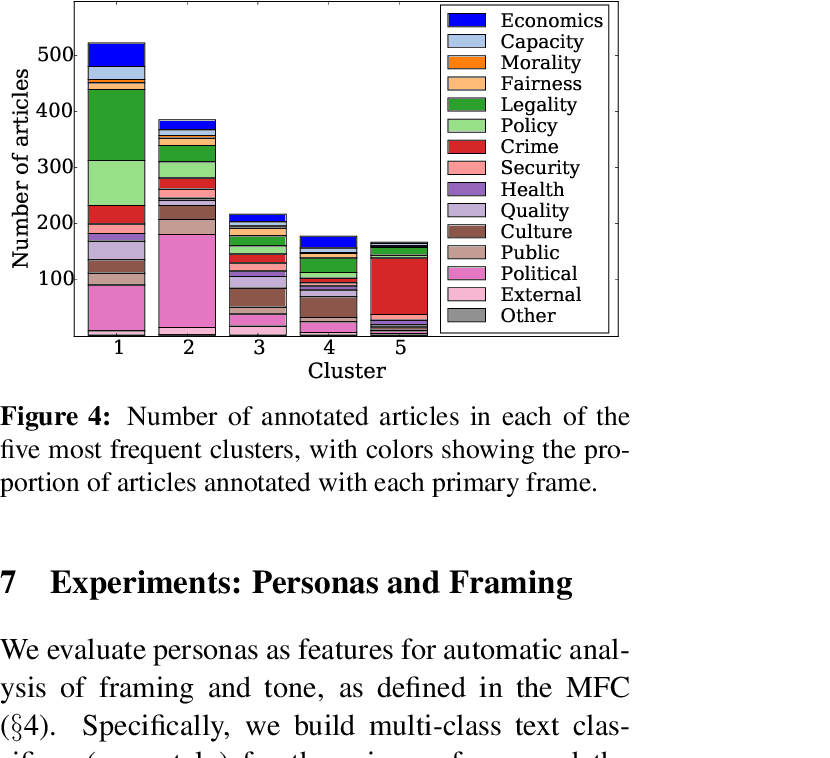 Number of articles
500
400
300
200
100
1 2 3 4 5
Cluster
Economics
Capacity
Morality
Fairness
Legality
Policy
Crime
Security
Health
Quality
Culture
Public
Political
External
Other
Figure 4: Number of annotated articles in each of the
five most frequent clusters, with colors showing the pro-
portion of articles annotated with each primary frame.
7 Experiments: Personas and Framing
We evaluate personas as features for automatic anal-
ysis of framing and tone, as defined in the MFC
(§4). Specifically, we build multi-class text clas-